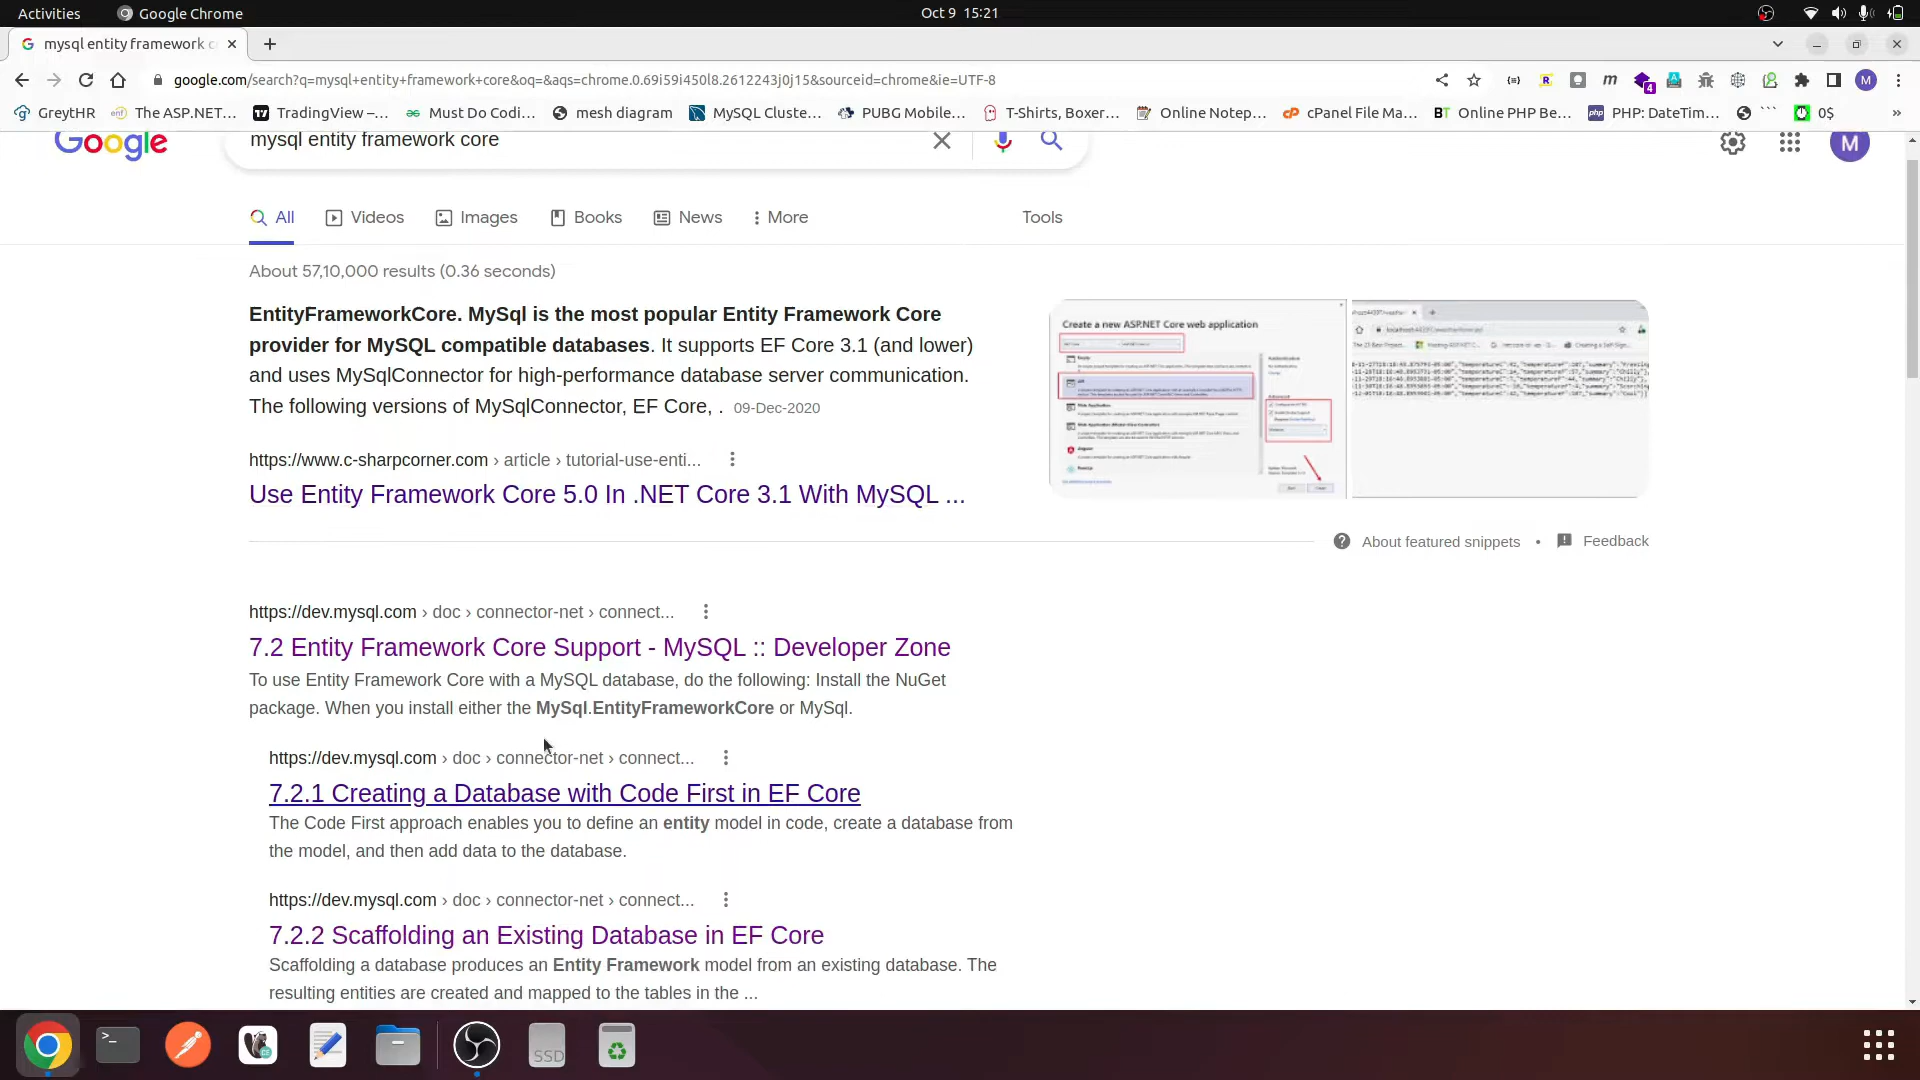 Activities
Google Chrome
Oct 9 15:21
mysql entity framework c
google.com/search?q=mysql+entity+framework+core&oq=&aqs=chrome.0.69i59i450l8.2612243j0j15&sourceid=chrome&ie=UTF-8
4
M
GreytHR
The ASP.NET...
TradingView –...
Must Do Codi...
mesh diagram
MySQL Cluste...
PUBG Mobile...
T-Shirts, Boxer...
Online Notep...
cPanel File Ma...
Online PHP Be...
PHP: DateTim...
```
0$
»
Google
mysql entity framework core
M
All
Videos
Images
Books
News
More
Tools
About 57,10,000 results (0.36 seconds)
EntityFrameworkCore. MySql is the most popular Entity Framework Core
provider for MySQL compatible databases. It supports EF Core 3.1 (and lower)
and uses MySqlConnector for high-performance database server communication.
The following versions of MySqlConnector, EF Core, . 09-Dec-2020
Create a new ASP.NET Core web application
https://www.c-sharpcorner.com › article › tutorial-use-enti...
Use Entity Framework Core 5.0 In .NET Core 3.1 With MySQL ...
About featured snippets • Feedback
https://dev.mysql.com › doc › connector-net › connect...
7.2 Entity Framework Core Support - MySQL :: Developer Zone
To use Entity Framework Core with a MySQL database, do the following: Install the NuGet
package. When you install either the MySql.EntityFrameworkCore or MySql.
https://dev.mysql.com › doc › connector-net › connect...
7.2.1 Creating a Database with Code First in EF Core
The Code First approach enables you to define an entity model in code, create a database from
the model, and then add data to the database.
https://dev.mysql.com › doc › connector-net › connect...
7.2.2 Scaffolding an Existing Database in EF Core
Scaffolding a database produces an Entity Framework model from an existing database. The
resulting entities are created and mapped to the tables in the ...
SSD